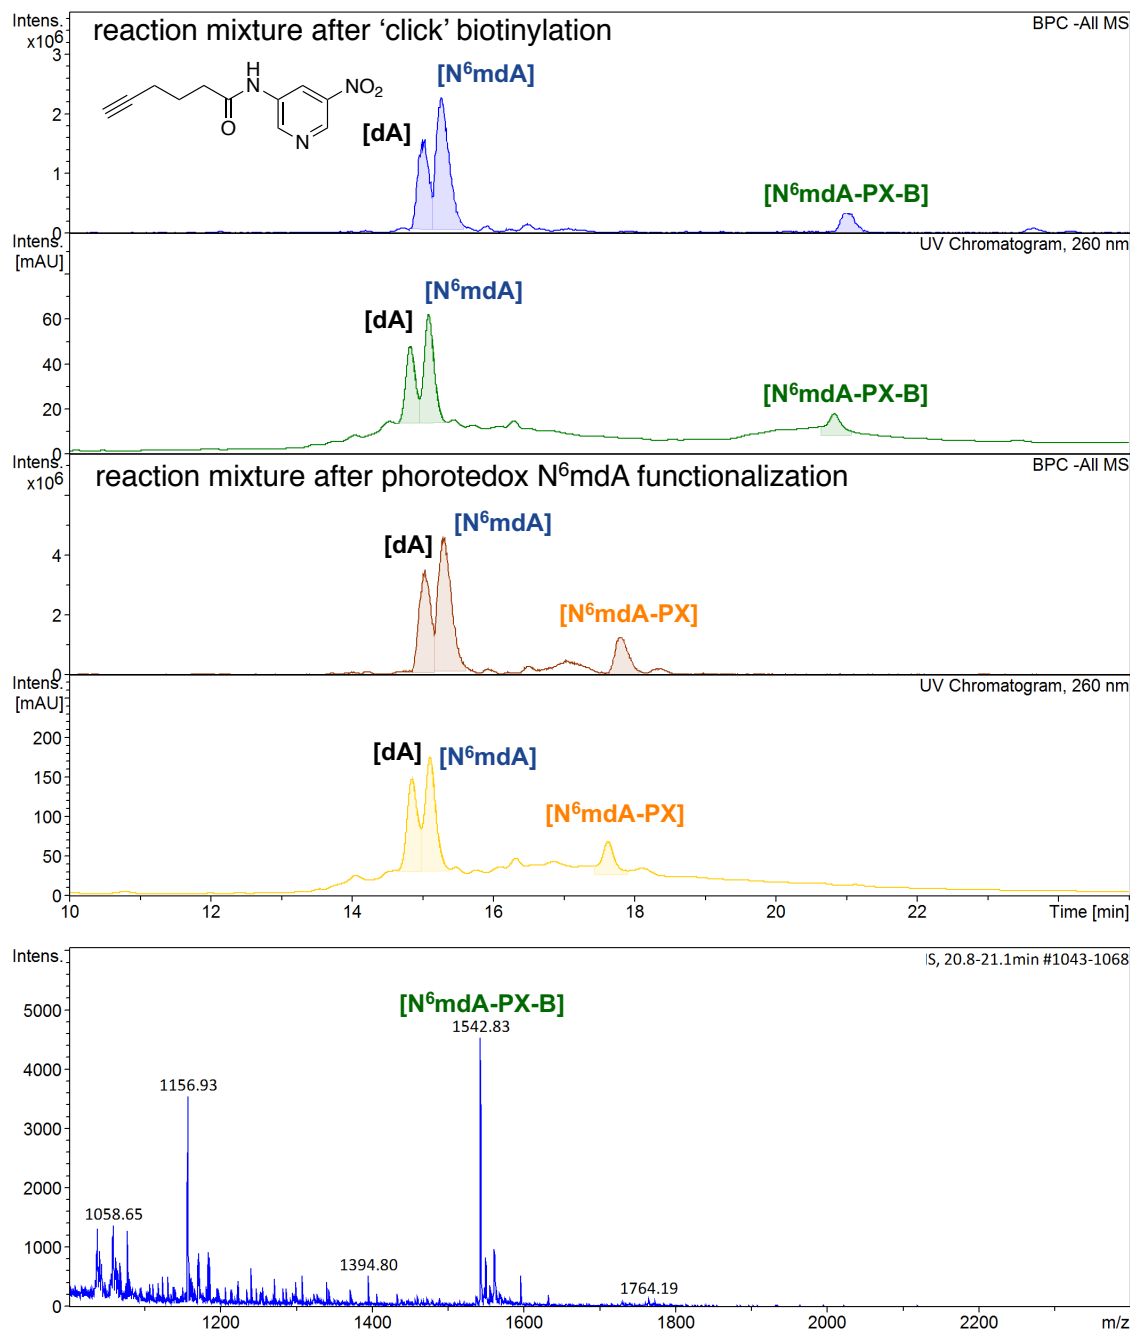 Intens.
x10⁶
reaction mixture after ‘click’ biotinylation
BPC -All MS
3
2
1
0
H
N
O
N
NO₂
[dA]
[N⁶mdA]
[N⁶mdA-PX-B]
Intens.
[mAU]
UV Chromatogram, 260 nm
60
40
20
0
[dA]
[N⁶mdA]
[N⁶mdA-PX-B]
Intens.
x10⁶
reaction mixture after phorotedox N⁶mdA functionalization
BPC -All MS
4
2
0
[dA]
[N⁶mdA]
[N⁶mdA-PX]
Intens.
[mAU]
UV Chromatogram, 260 nm
200
150
100
50
0
[dA]
[N⁶mdA]
[N⁶mdA-PX]
10 12 14 16 18 20 22 Time [min]
Intens.
S, 20.8-21.1min #1043-1068
[N⁶mdA-PX-B]
1542.83
1156.93
1058.65
1394.80
1764.19
5000
4000
3000
2000
1000
0
1200 1400 1600 1800 2000 2200 m/z